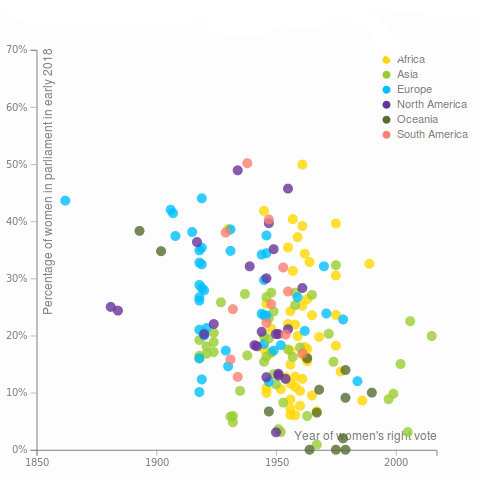 70%
60%
50%
40%
30%
20%
10%
0%
Percentage of women in parliament in early 2018
Africa
Asia
Europe
North America
Oceania
South America
Year of women's right vote
1850
1900
1950
2000